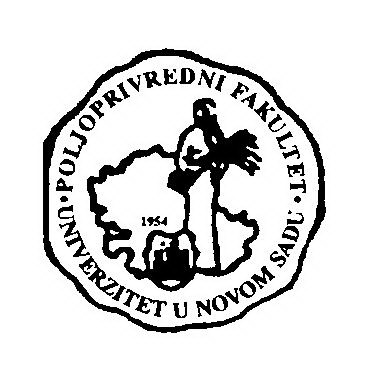 POLJOPRIVREDNI FAKULTET
1954
UNIVERZITET U NOVOM SADU